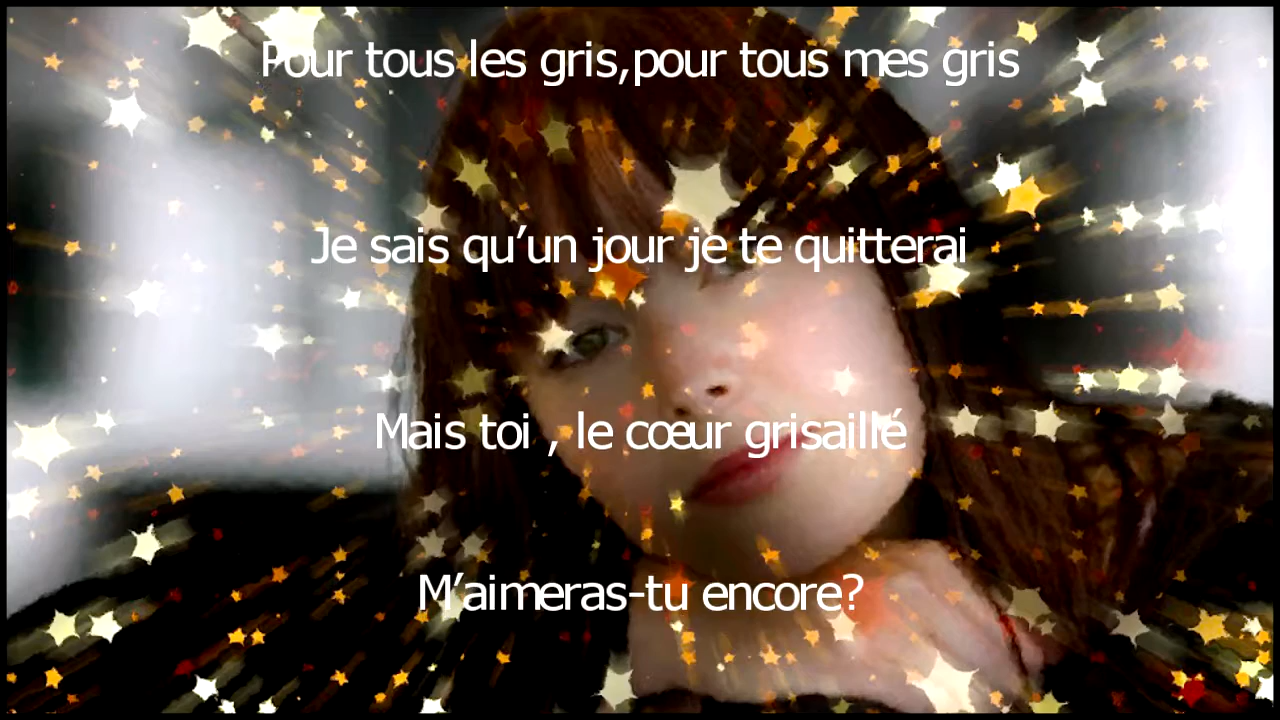 Pour tous les gris,pour tous mes gris
Je sais qu'un jour je te quitterai
Mais toi , le cœur grisaillé
M'aimeras-tu encore?